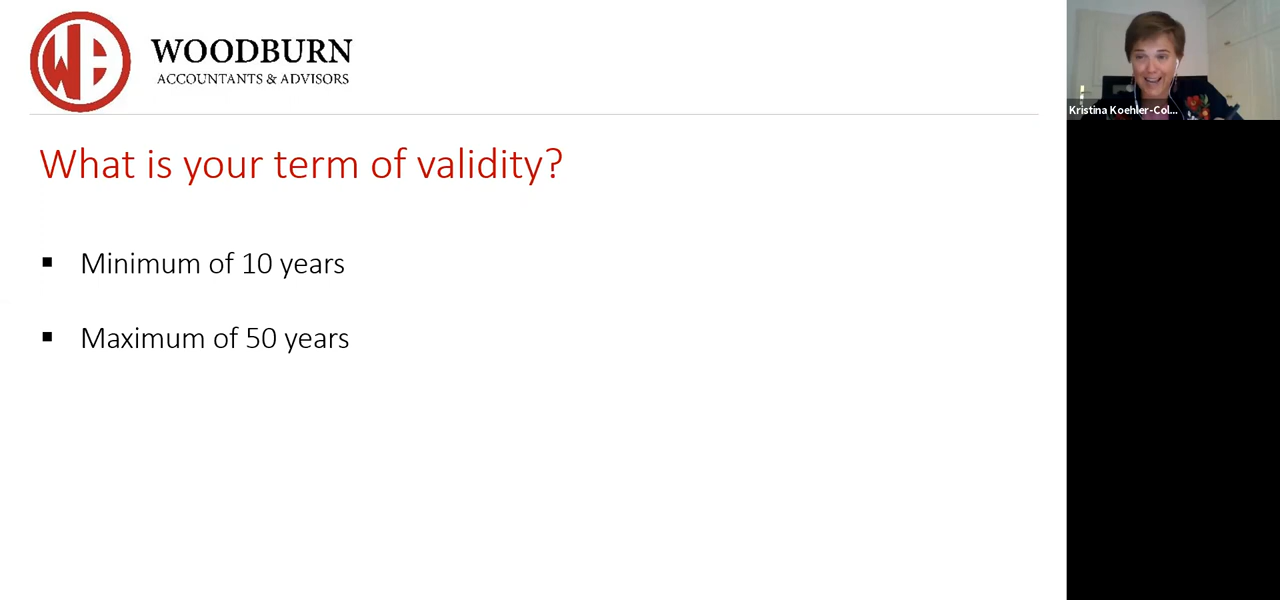 WB
WOODBURN
ACCOUNTANTS & ADVISORS
Kristina Koehler-Col...
What is your term of validity?
▪ Minimum of 10 years
▪ Maximum of 50 years